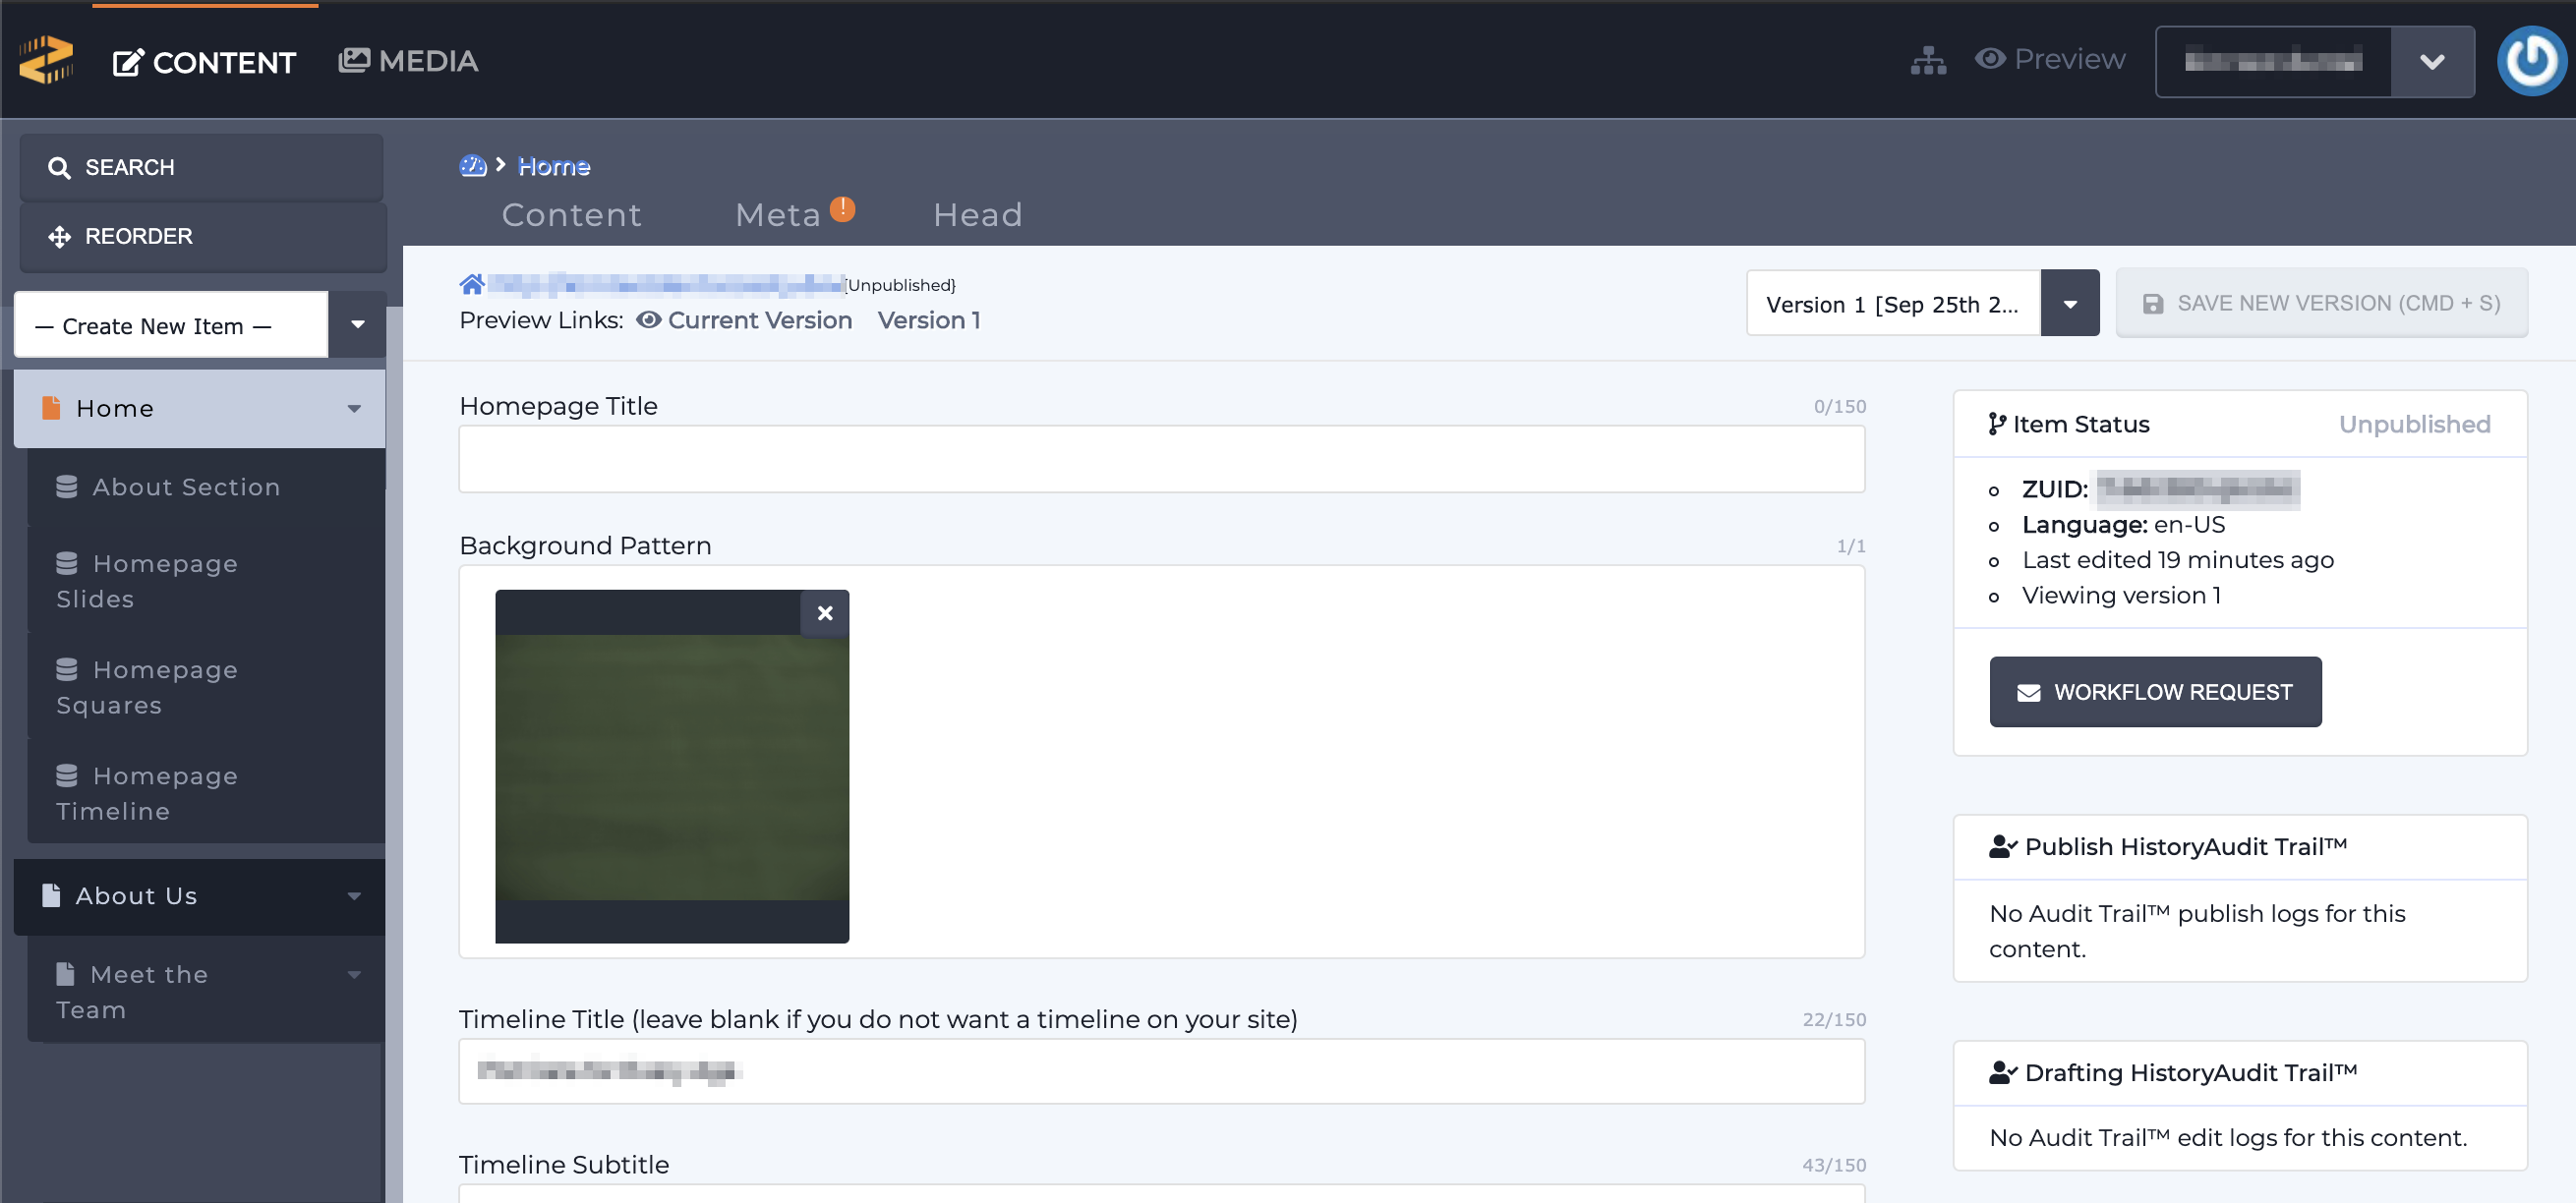 CONTENT
MEDIA
Preview
SEARCH
REORDER
— Create New Item —
Home
About Section
Homepage
Slides
Homepage
Squares
Homepage
Timeline
About Us
Meet the
Team
Home
Content
Meta !
Head
[Unpublished}
Preview Links: Current Version Version 1
Version 1 [Sep 25th 2...
SAVE NEW VERSION (CMD + S)
Homepage Title
0/150
Background Pattern
1/1
Timeline Title (leave blank if you do not want a timeline on your site)
22/150
Timeline Subtitle
43/150
Item Status
Unpublished
ZUID:
Language: en-US
Last edited 19 minutes ago
Viewing version 1
WORKFLOW REQUEST
Publish HistoryAudit Trail™
No Audit Trail™ publish logs for this
content.
Drafting HistoryAudit Trail™
No Audit Trail™ edit logs for this content.